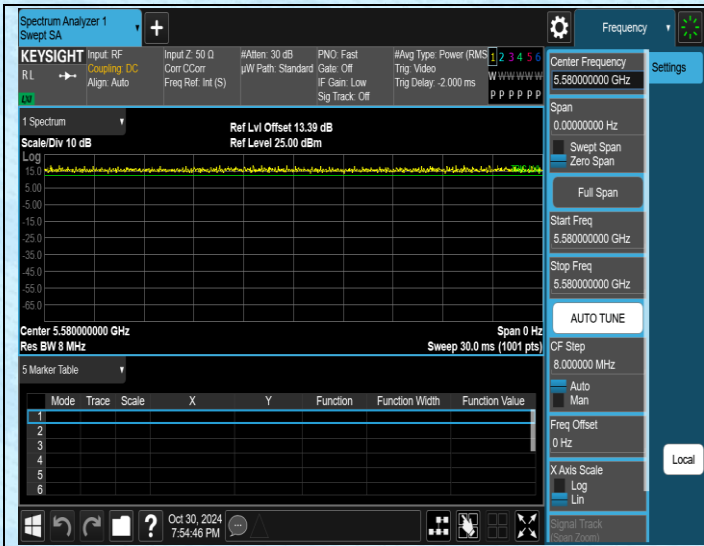 Spectrum Analyzer 1
Swept SA
+
Frequency
KEYSIGHT
RL
LXI
Input: RF
Coupling: DC
Align: Auto
Input Z: 50 Ω
Corr CCorr
Freq Ref: Int (S)
#Atten: 30 dB
µW Path: Standard
PNO: Fast
Gate: Off
IF Gain: Low
Sig Track: Off
#Avg Type: Power (RMS
Trig: Video
Trig Delay: -2.000 ms
1 2 3 4 5 6
W W W W W W
P P P P P P
Center Frequency
5.580000000 GHz
Settings
Span
0.00000000 Hz
Swept Span
Zero Span
Full Span
Start Freq
5.580000000 GHz
Stop Freq
5.580000000 GHz
AUTO TUNE
CF Step
8.000000 MHz
Auto
Man
Freq Offset
0 Hz
X Axis Scale
Log
Lin
Signal Track
(Span Zoom)
Local
1 Spectrum
Scale/Div 10 dB
Ref Lvl Offset 13.39 dB
Ref Level 25.00 dBm
Log
15.0
5.00
-5.00
-15.0
-25.0
-35.0
-45.0
-55.0
-65.0
Center 5.580000000 GHz
Span 0 Hz
Res BW 8 MHz
Sweep 30.0 ms (1001 pts)
5 Marker Table
Mode Trace Scale X Y Function Function Width Function Value
1
2
3
4
5
6
?
Oct 30, 2024
7:54:46 PM